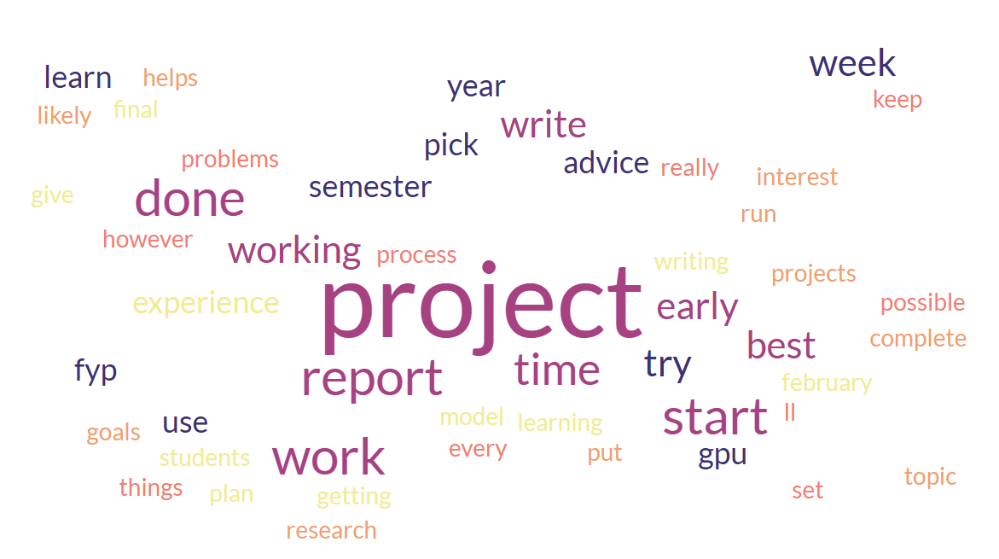 week
learn
helps
year
keep
likely
final
write
pick
advice
really
problems
interest
semester
give
done
run
however
working
process
writing
projects
experience
project
early
possible
complete
best
fyp
report
time
try
february
goals
use
model
learning
start
ll
students
work
every
put
gpu
things
plan
getting
set
topic
research